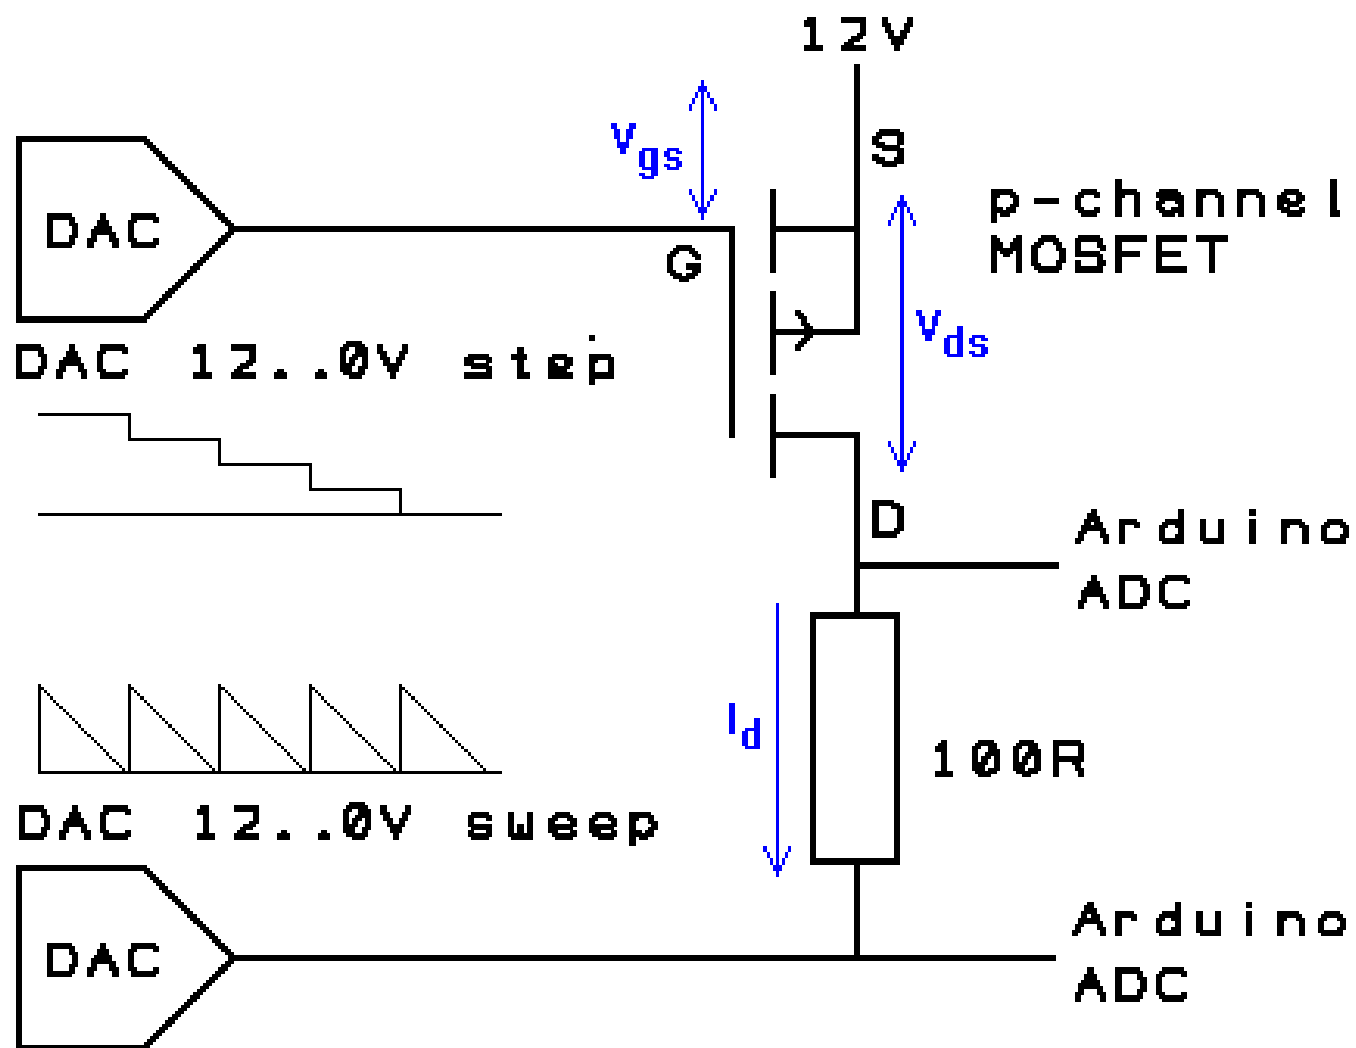 12V
S
Vgs
DAC
G
p-channel
MOSFET
Vds
DAC 12..0V step
D
Arduino
ADC
Id
100R
DAC 12..0V sweep
DAC
Arduino
ADC